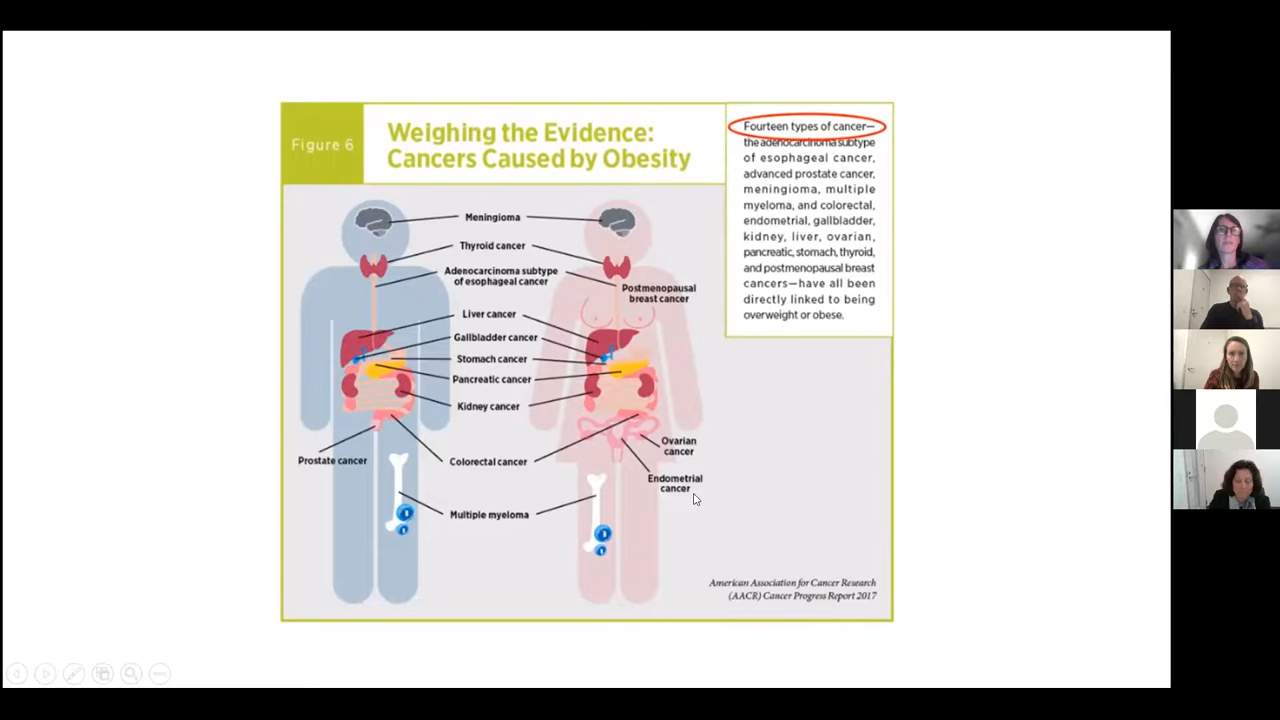 Figure 6
Weighing the Evidence:
Cancers Caused by Obesity
Fourteen types of cancer—
the adenocarcinoma subtype
of esophageal cancer,
advanced prostate cancer,
meningioma, multiple
myeloma, and colorectal,
endometrial, gallbladder,
kidney, liver, ovarian,
pancreatic, stomach, thyroid,
and postmenopausal breast
cancers—have all been
directly linked to being
overweight or obese.
Meningioma
Thyroid cancer
Adenocarcinoma subtype
of esophageal cancer
Postmenopausal
breast cancer
Liver cancer
Gallbladder cancer
Stomach cancer
Pancreatic cancer
Kidney cancer
Prostate cancer
Colorectal cancer
Ovarian
cancer
Endometrial
cancer
Multiple myeloma
American Association for Cancer Research
(AACR) Cancer Progress Report 2017